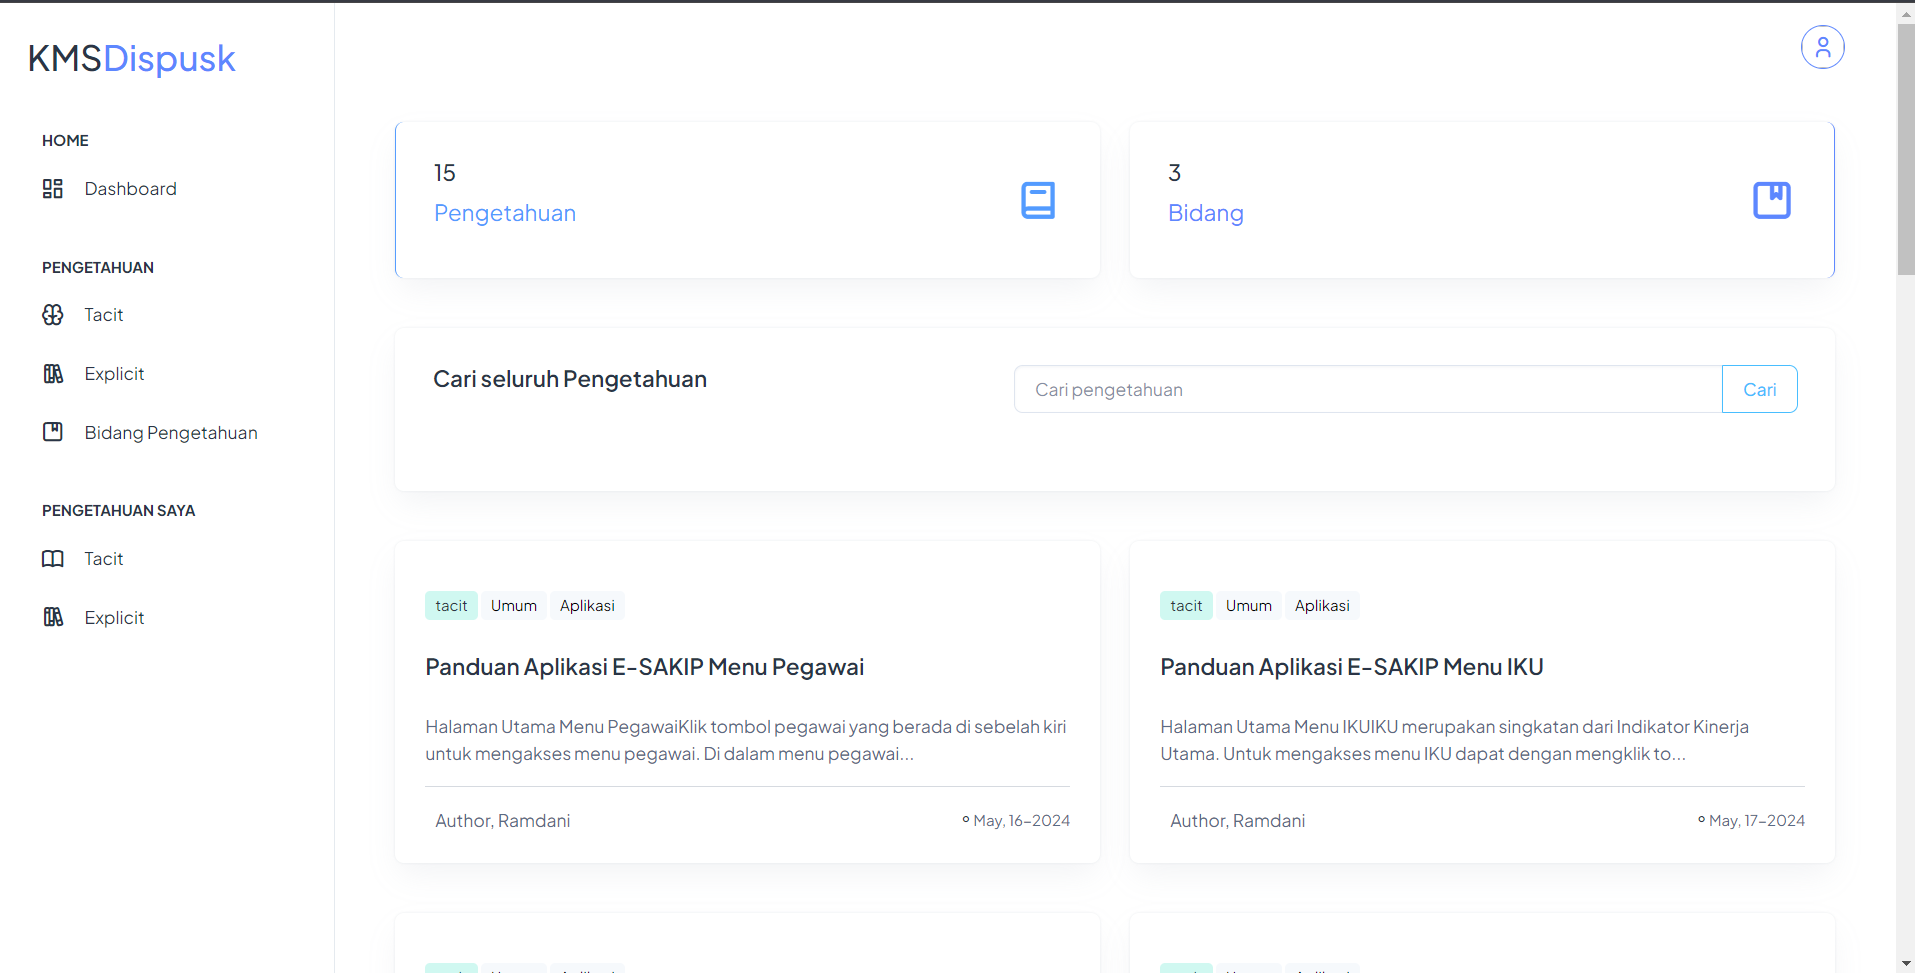 KMSDispusk
HOME
Dashboard
PENGETAHUAN
Tacit
Explicit
Bidang Pengetahuan
PENGETAHUAN SAYA
Tacit
Explicit
15
Pengetahuan
3
Bidang
Cari seluruh Pengetahuan
Cari pengetahuan
Cari
tacit Umum Aplikasi
Panduan Aplikasi E-SAKIP Menu Pegawai
Halaman Utama Menu PegawaiKlik tombol pegawai yang berada di sebelah kiri
untuk mengakses menu pegawai. Di dalam menu pegawai...
Author, Ramdani
May, 16-2024
tacit Umum Aplikasi
Panduan Aplikasi E-SAKIP Menu IKU
Halaman Utama Menu IKUIKU merupakan singkatan dari Indikator Kinerja
Utama. Untuk mengakses menu IKU dapat dengan mengklik to...
Author, Ramdani
May, 17-2024